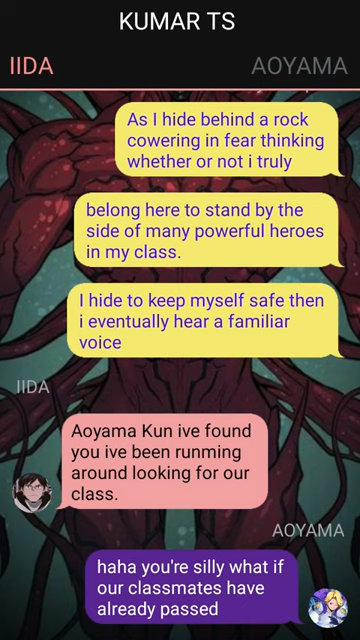 KUMAR TS
IIDA
AOYAMA
As I hide behind a rock
cowering in fear thinking
whether or not i truly
belong here to stand by the
side of many powerful heroes
in my class.
I hide to keep myself safe then
i eventually hear a familiar
voice
IIDA
Aoyama Kun ive found
you ive been runming
around looking for our
class.
AOYAMA
haha you're silly what if
our classmates have
already passed